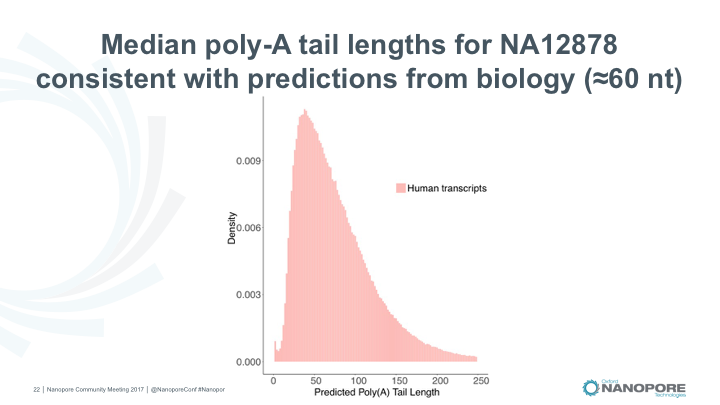 Median poly-A tail lengths for NA12878
consistent with predictions from biology (≈60 nt)
0.009
0.006
0.003
0.000
Density
Human transcripts
0
50
100
150
200
250
Predicted Poly(A) Tail Length
22 | Nanopore Community Meeting 2017 | @NanoporeConf #Nanopor
Oxford
NANOPORE
Technologies